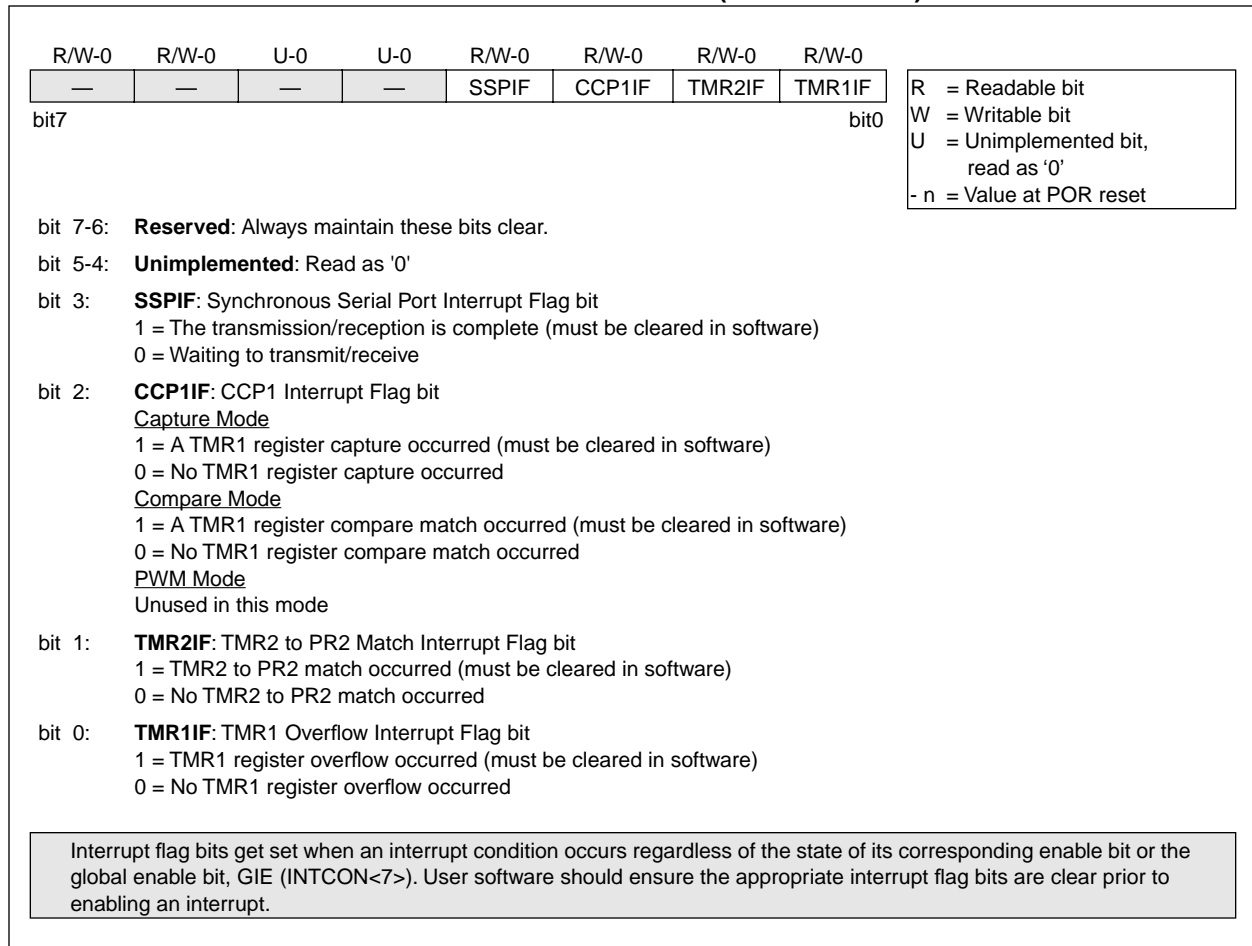 R/W-0 R/W-0 U-0 U-0 R/W-0 R/W-0 R/W-0 R/W-0
— — — — SSPIF CCP1IF TMR2IF TMR1IF
bit7 bit0
R = Readable bit
W = Writable bit
U = Unimplemented bit,
read as ‘0’
- n = Value at POR reset
bit 7-6: Reserved: Always maintain these bits clear.
bit 5-4: Unimplemented: Read as '0'
bit 3: SSPIF: Synchronous Serial Port Interrupt Flag bit
1 = The transmission/reception is complete (must be cleared in software)
0 = Waiting to transmit/receive
bit 2: CCP1IF: CCP1 Interrupt Flag bit
Capture Mode
1 = A TMR1 register capture occurred (must be cleared in software)
0 = No TMR1 register capture occurred
Compare Mode
1 = A TMR1 register compare match occurred (must be cleared in software)
0 = No TMR1 register compare match occurred
PWM Mode
Unused in this mode
bit 1: TMR2IF: TMR2 to PR2 Match Interrupt Flag bit
1 = TMR2 to PR2 match occurred (must be cleared in software)
0 = No TMR2 to PR2 match occurred
bit 0: TMR1IF: TMR1 Overflow Interrupt Flag bit
1 = TMR1 register overflow occurred (must be cleared in software)
0 = No TMR1 register overflow occurred
Interrupt flag bits get set when an interrupt condition occurs regardless of the state of its corresponding enable bit or the
global enable bit, GIE (INTCON<7>). User software should ensure the appropriate interrupt flag bits are clear prior to
enabling an interrupt.